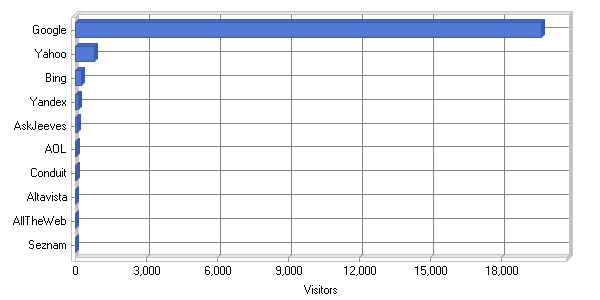 Google
Yahoo
Bing
Yandex
AskJeeves
AOL
Conduit
Altavista
AllTheWeb
Seznam
0 3,000 6,000 9,000 12,000 15,000 18,000
Visitors